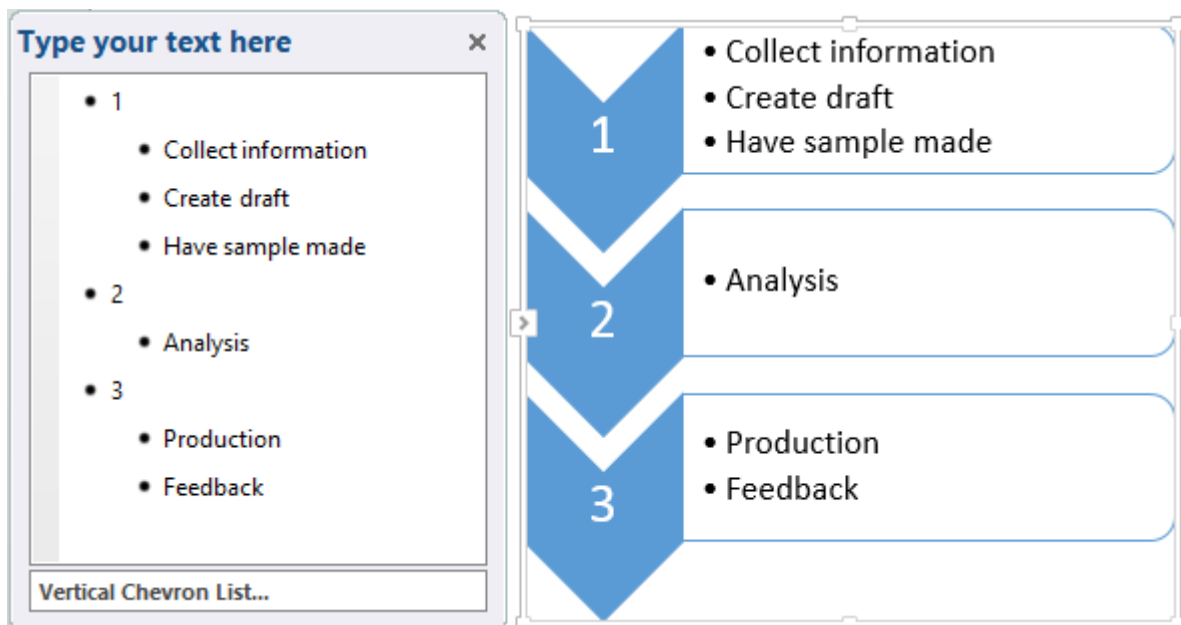 Type your text here
• 1
• Collect information
• Create draft
• Have sample made
• 2
• Analysis
• 3
• Production
• Feedback
Vertical Chevron List...
1
• Collect information
• Create draft
• Have sample made
2
• Analysis
3
• Production
• Feedback